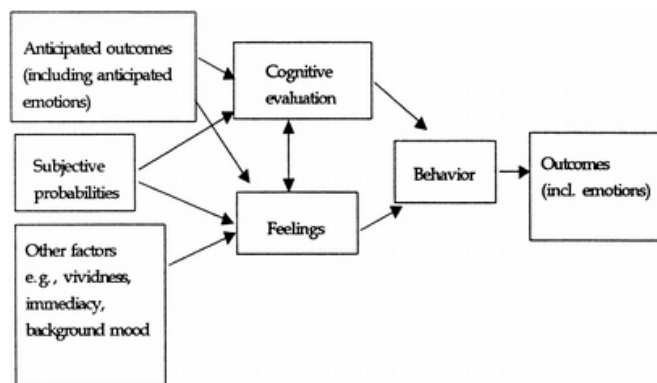 Anticipated outcomes
(including anticipated
emotions)
Cognitive
evaluation
Subjective
probabilities
Behavior
Outcomes
(incl. emotions)
Feelings
Other factors
e.g., vividness,
immediacy,
background mood